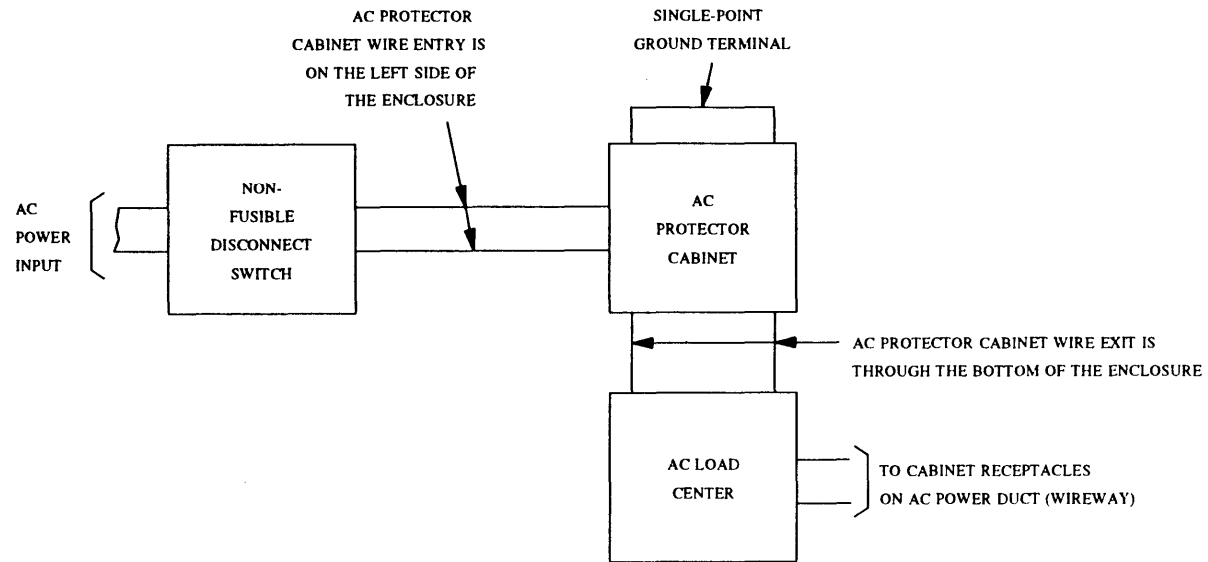 AC PROTECTOR
CABINET WIRE ENTRY IS
ON THE LEFT SIDE OF
THE ENCLOSURE
SINGLE-POINT
GROUND TERMINAL
AC
POWER
INPUT
NON-
FUSIBLE
DISCONNECT
SWITCH
AC
PROTECTOR
CABINET
AC PROTECTOR CABINET WIRE EXIT IS
THROUGH THE BOTTOM OF THE ENCLOSURE
AC LOAD
CENTER
TO CABINET RECEPTACLES
ON AC POWER DUCT (WIREWAY)